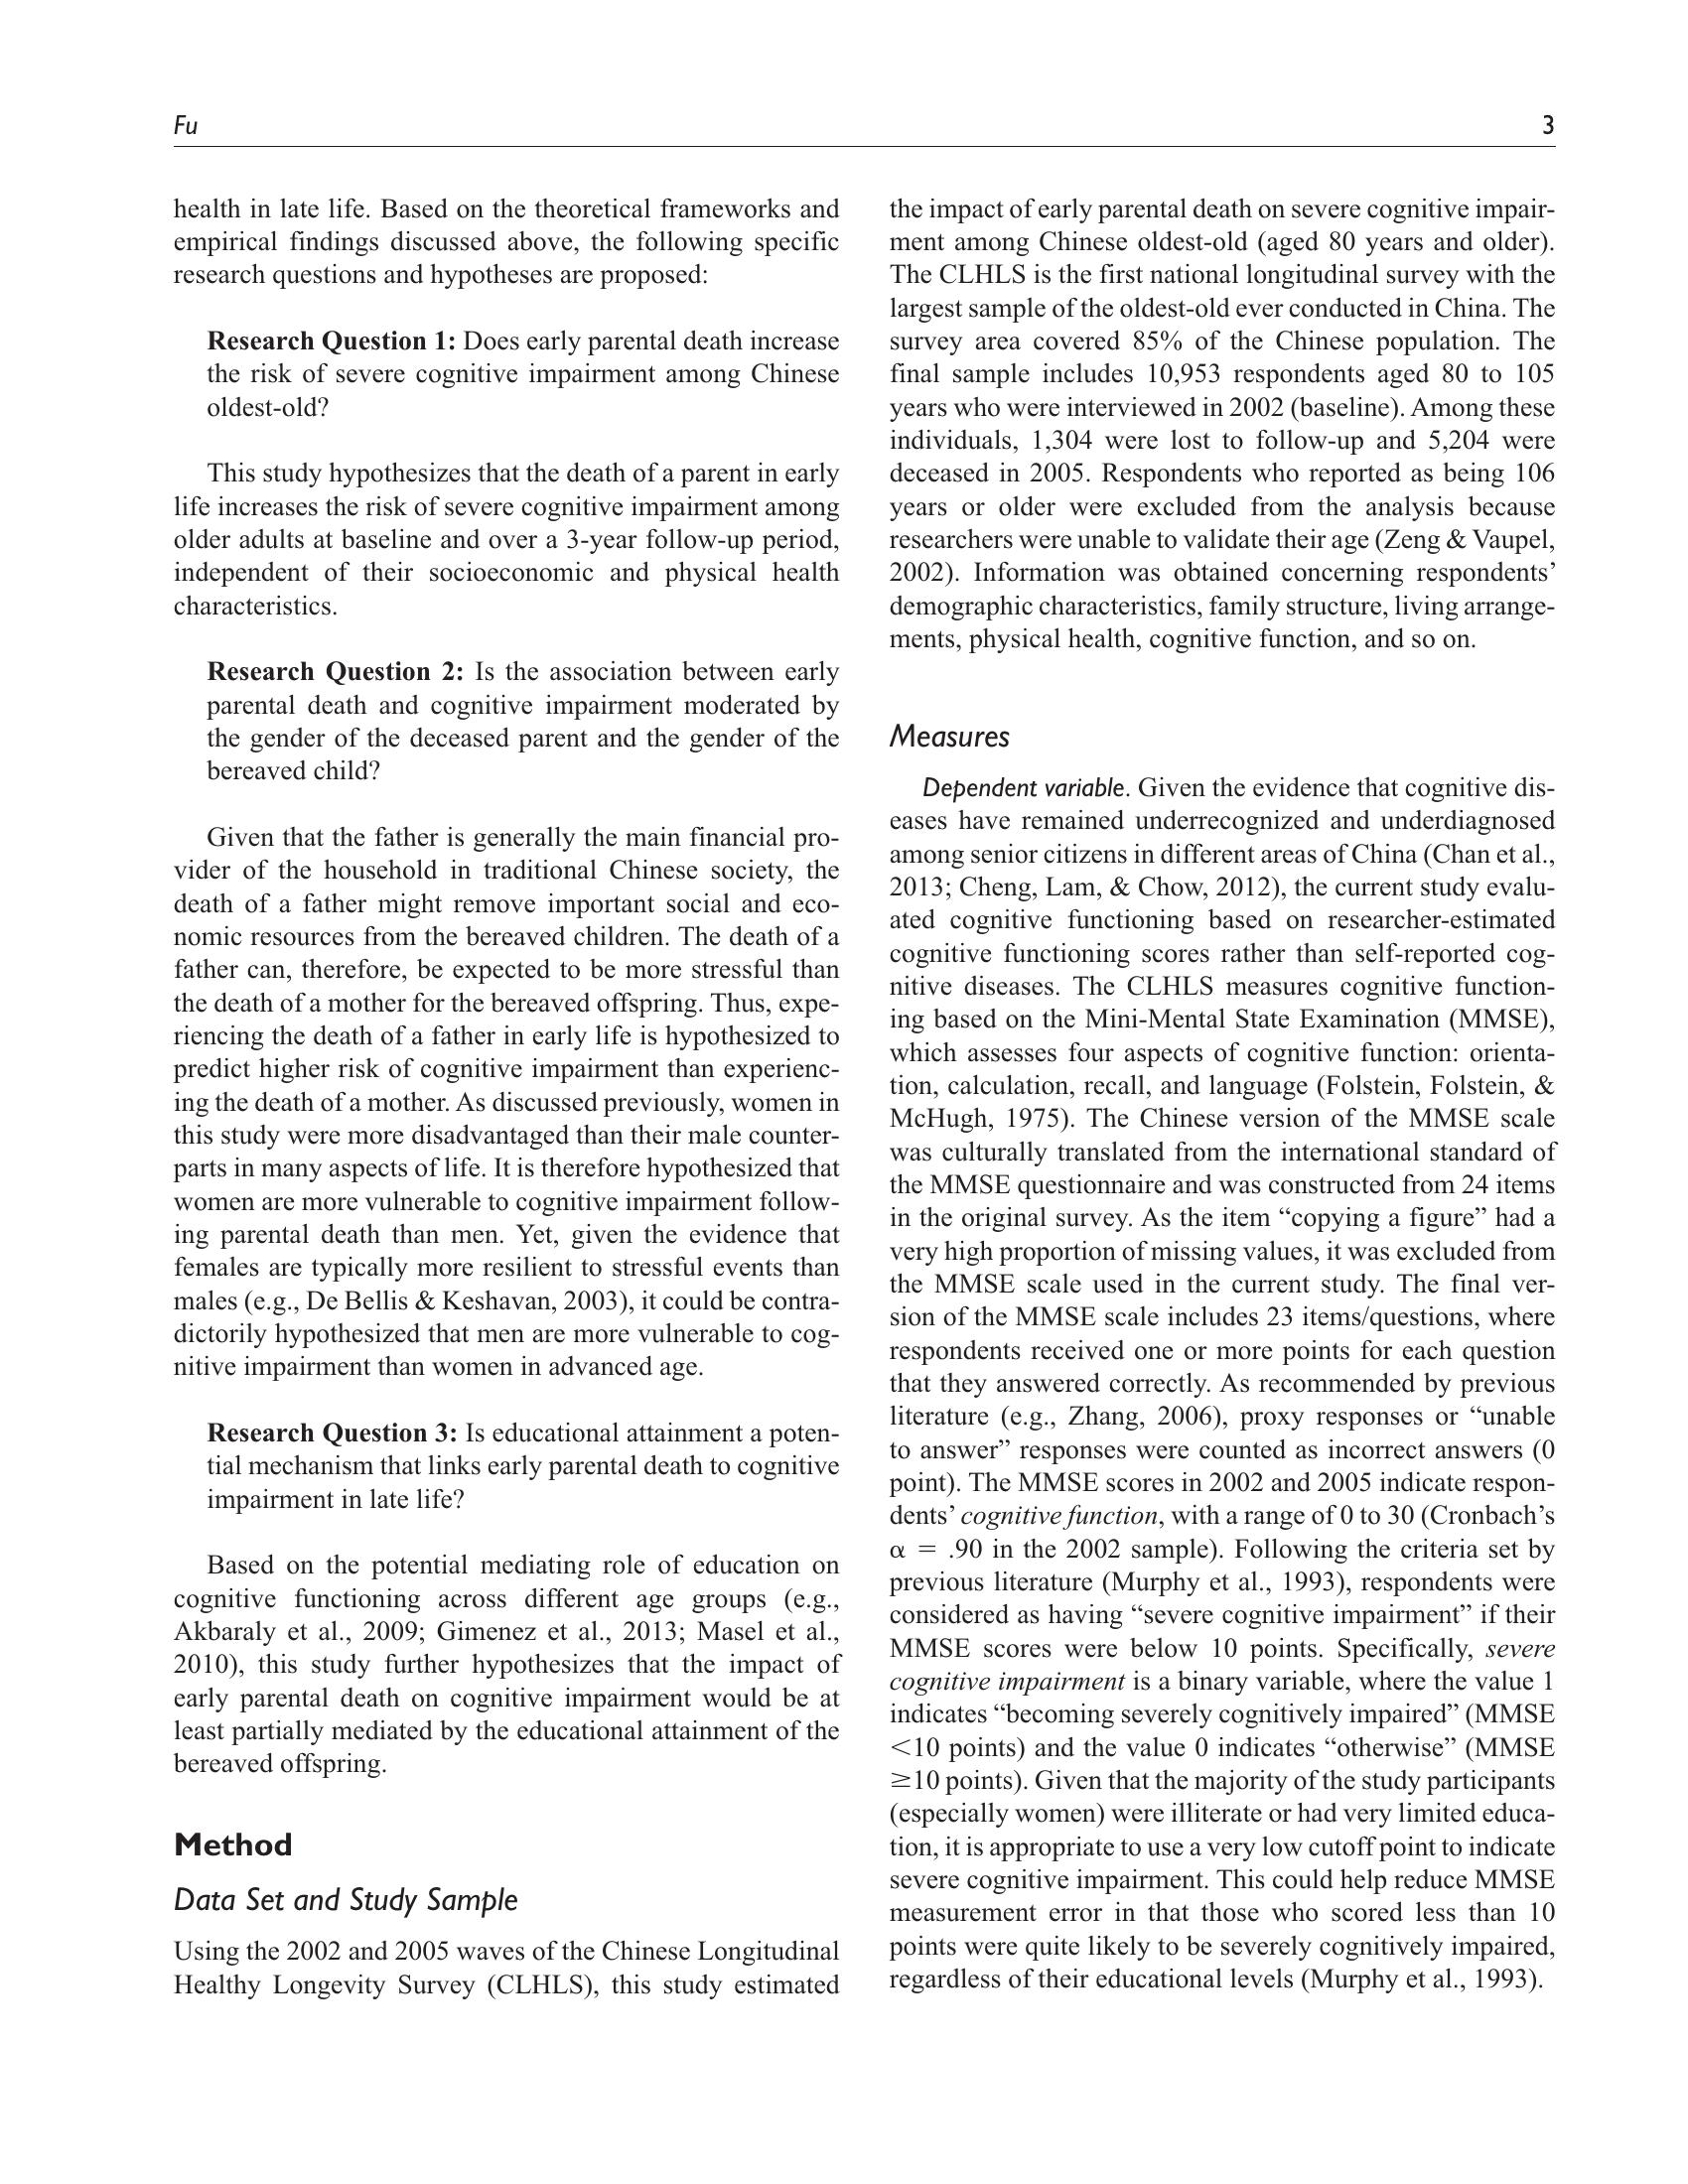 Fu
3
health in late life. Based on the theoretical frameworks and
empirical findings discussed above, the following specific
research questions and hypotheses are proposed:
Research Question 1: Does early parental death increase
the risk of severe cognitive impairment among Chinese
oldest-old?
This study hypothesizes that the death of a parent in early
life increases the risk of severe cognitive impairment among
older adults at baseline and over a 3-year follow-up period,
independent of their socioeconomic and physical health
characteristics.
Research Question 2: Is the association between early
parental death and cognitive impairment moderated by
the gender of the deceased parent and the gender of the
bereaved child?
Given that the father is generally the main financial pro-
vider of the household in traditional Chinese society, the
death of a father might remove important social and eco-
nomic resources from the bereaved children. The death of a
father can, therefore, be expected to be more stressful than
the death of a mother for the bereaved offspring. Thus, expe-
riencing the death of a father in early life is hypothesized to
predict higher risk of cognitive impairment than experienc-
ing the death of a mother. As discussed previously, women in
this study were more disadvantaged than their male counter-
parts in many aspects of life. It is therefore hypothesized that
women are more vulnerable to cognitive impairment follow-
ing parental death than men. Yet, given the evidence that
females are typically more resilient to stressful events than
males (e.g., De Bellis & Keshavan, 2003), it could be contra-
dictorily hypothesized that men are more vulnerable to cog-
nitive impairment than women in advanced age.
Research Question 3: Is educational attainment a poten-
tial mechanism that links early parental death to cognitive
impairment in late life?
Based on the potential mediating role of education on
cognitive functioning across different age groups (e.g.,
Akbaraly et al., 2009; Gimenez et al., 2013; Masel et al.,
2010), this study further hypothesizes that the impact of
early parental death on cognitive impairment would be at
least partially mediated by the educational attainment of the
bereaved offspring.
Method
Data Set and Study Sample
Using the 2002 and 2005 waves of the Chinese Longitudinal
Healthy Longevity Survey (CLHLS), this study estimated
the impact of early parental death on severe cognitive impair-
ment among Chinese oldest-old (aged 80 years and older).
The CLHLS is the first national longitudinal survey with the
largest sample of the oldest-old ever conducted in China. The
survey area covered 85% of the Chinese population. The
final sample includes 10,953 respondents aged 80 to 105
years who were interviewed in 2002 (baseline). Among these
individuals, 1,304 were lost to follow-up and 5,204 were
deceased in 2005. Respondents who reported as being 106
years or older were excluded from the analysis because
researchers were unable to validate their age (Zeng & Vaupel,
2002). Information was obtained concerning respondents’
demographic characteristics, family structure, living arrange-
ments, physical health, cognitive function, and so on.
Measures
Dependent variable. Given the evidence that cognitive dis-
eases have remained underrecognized and underdiagnosed
among senior citizens in different areas of China (Chan et al.,
2013; Cheng, Lam, & Chow, 2012), the current study evalu-
ated cognitive functioning based on researcher-estimated
cognitive functioning scores rather than self-reported cog-
nitive diseases. The CLHLS measures cognitive function-
ing based on the Mini-Mental State Examination (MMSE),
which assesses four aspects of cognitive function: orienta-
tion, calculation, recall, and language (Folstein, Folstein, &
McHugh, 1975). The Chinese version of the MMSE scale
was culturally translated from the international standard of
the MMSE questionnaire and was constructed from 24 items
in the original survey. As the item “copying a figure” had a
very high proportion of missing values, it was excluded from
the MMSE scale used in the current study. The final ver-
sion of the MMSE scale includes 23 items/questions, where
respondents received one or more points for each question
that they answered correctly. As recommended by previous
literature (e.g., Zhang, 2006), proxy responses or “unable
to answer” responses were counted as incorrect answers (0
point). The MMSE scores in 2002 and 2005 indicate respon-
dents’ cognitive function, with a range of 0 to 30 (Cronbach’s
α = .90 in the 2002 sample). Following the criteria set by
previous literature (Murphy et al., 1993), respondents were
considered as having “severe cognitive impairment” if their
MMSE scores were below 10 points. Specifically, severe
cognitive impairment is a binary variable, where the value 1
indicates “becoming severely cognitively impaired” (MMSE
<10 points) and the value 0 indicates “otherwise” (MMSE
≥10 points). Given that the majority of the study participants
(especially women) were illiterate or had very limited educa-
tion, it is appropriate to use a very low cutoff point to indicate
severe cognitive impairment. This could help reduce MMSE
measurement error in that those who scored less than 10
points were quite likely to be severely cognitively impaired,
regardless of their educational levels (Murphy et al., 1993).